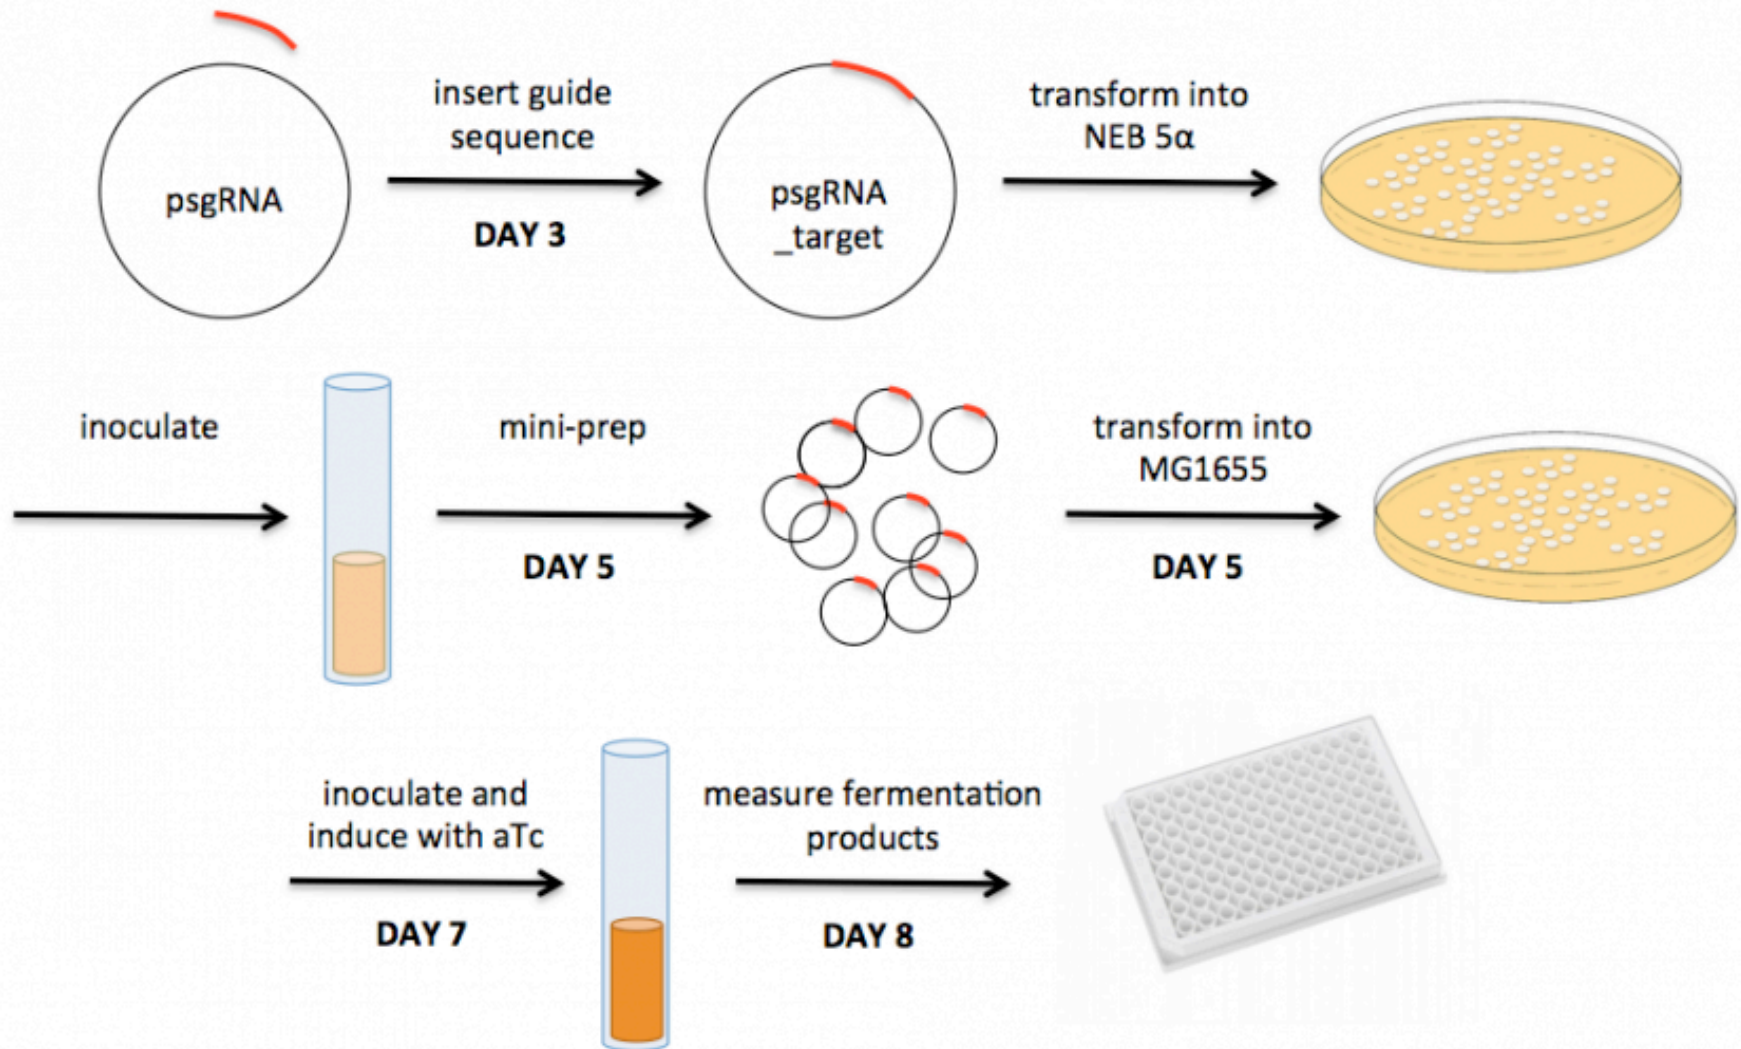 psgRNA
insert guide
sequence
DAY 3
psgRNA
_target
transform into
NEB 5α
inoculate
mini-prep
DAY 5
transform into
MG1655
DAY 5
inoculate and
induce with aTc
DAY 7
measure fermentation
products
DAY 8